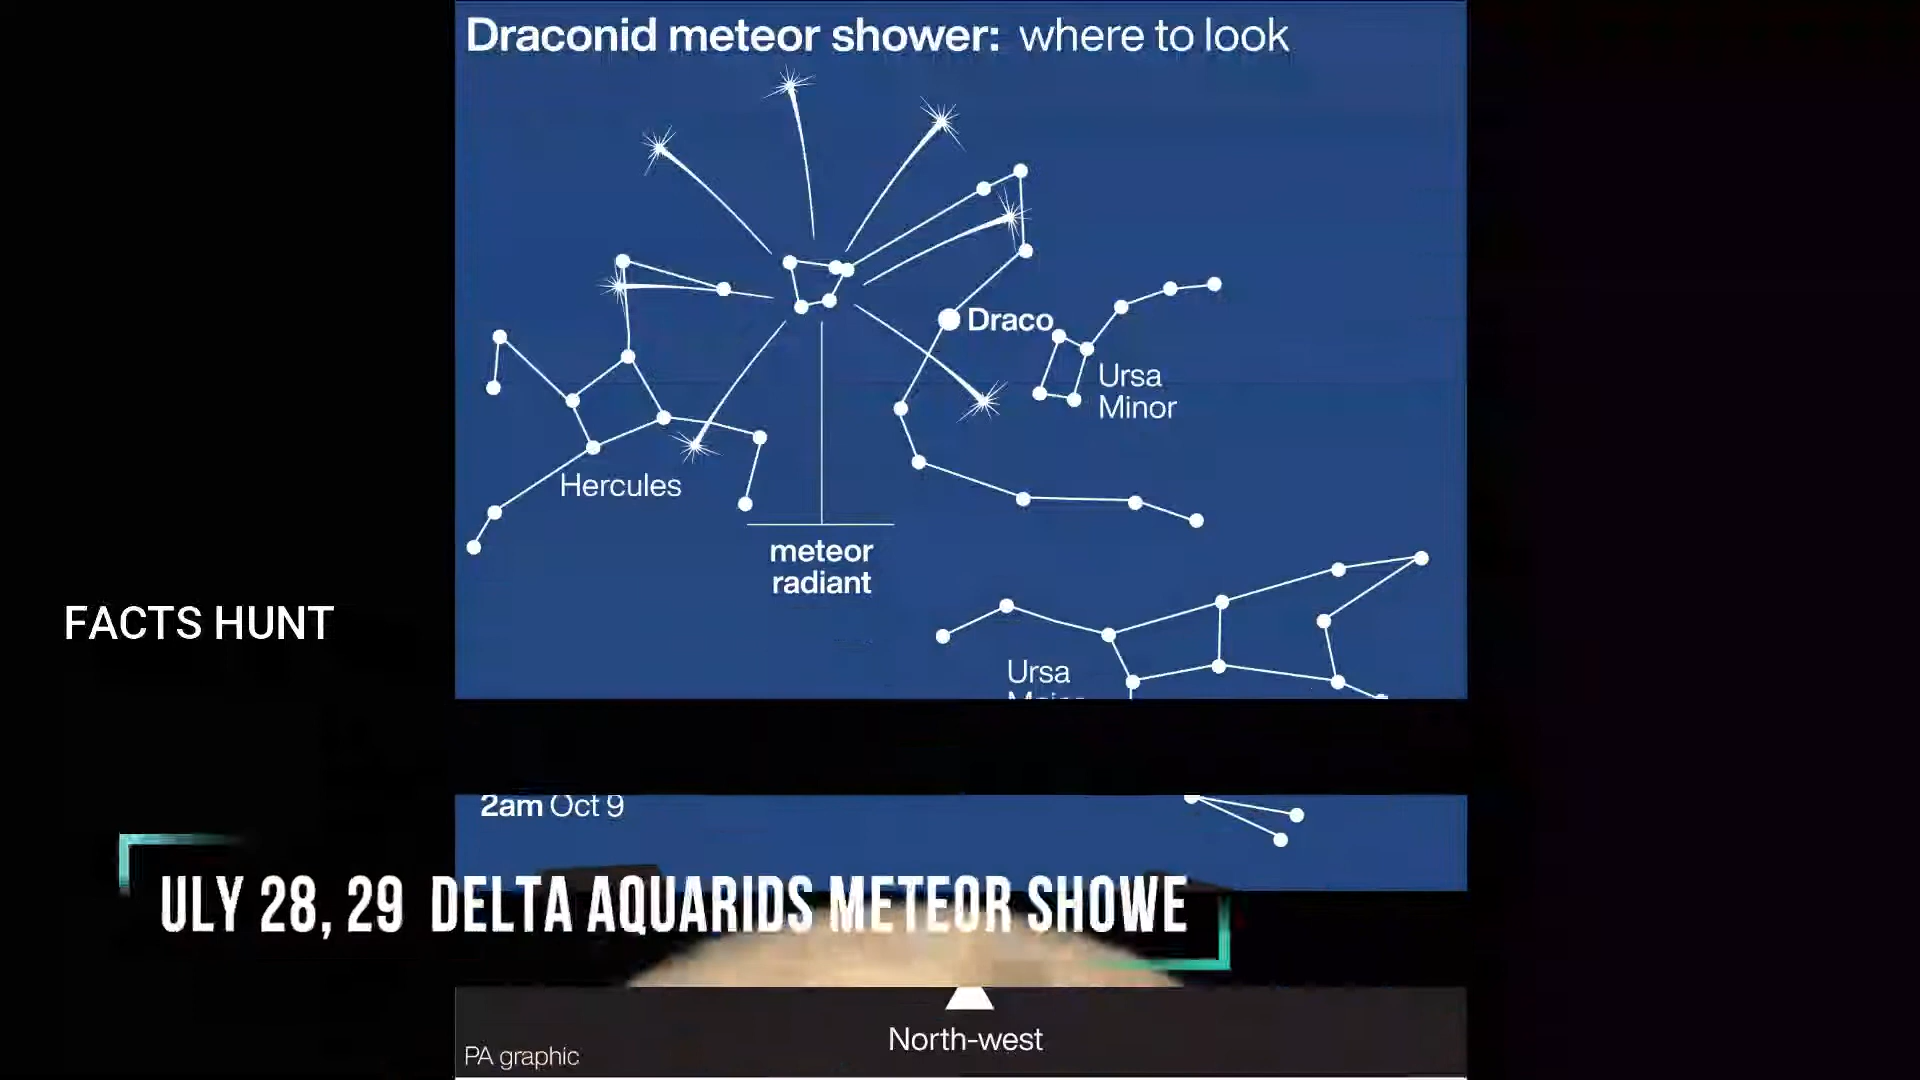 Draconid meteor shower: where to look
Draco
Ursa
Minor
Hercules
meteor
radiant
FACTS HUNT
Ursa
2am Oct 9
ULY 28, 29 DELTA AQUARIDS METEOR SHOWE
North-west
PA graphic